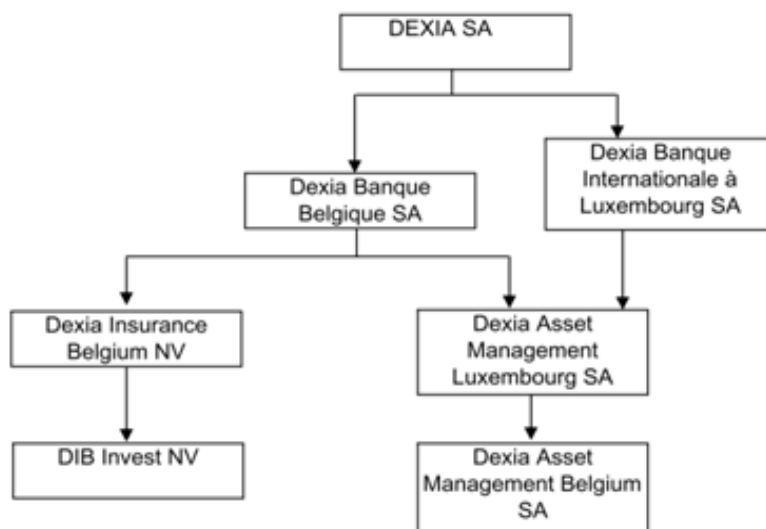 DEXIA SA
Dexia Banque
Internationale à
Luxembourg SA
Dexia Banque
Belgique SA
Dexia Insurance
Belgium NV
Dexia Asset
Management
Luxembourg SA
DIB Invest NV
Dexia Asset
Management Belgium
SA